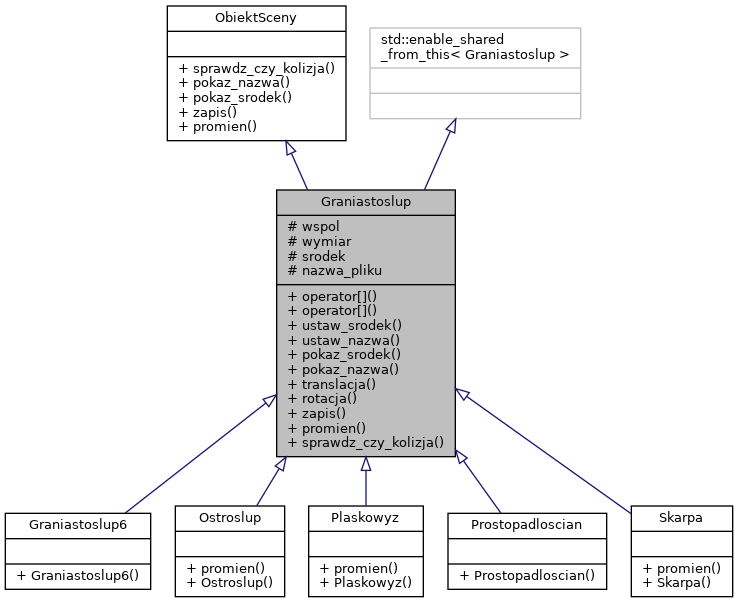 ObiektSceny
+ sprawdz_czy_kolizja()
+ pokaz_nazwa()
+ pokaz_srodek()
+ zapis()
+ promien()
std::enable_shared
_from_this< Graniastoslup >
Graniastoslup
# wspol
# wymiar
# srodek
# nazwa_pliku
+ operator[]()
+ operator[]()
+ ustaw_srodek()
+ ustaw_nazwa()
+ pokaz_srodek()
+ pokaz_nazwa()
+ translacja()
+ rotacja()
+ zapis()
+ promien()
+ sprawdz_czy_kolizja()
Graniastoslup6
+ Graniastoslup6()
Ostroslup
+ promien()
+ Ostroslup()
Plaskowyz
+ promien()
+ Plaskowyz()
Prostopadloscian
+ Prostopadloscian()
Skarpa
+ promien()
+ Skarpa()